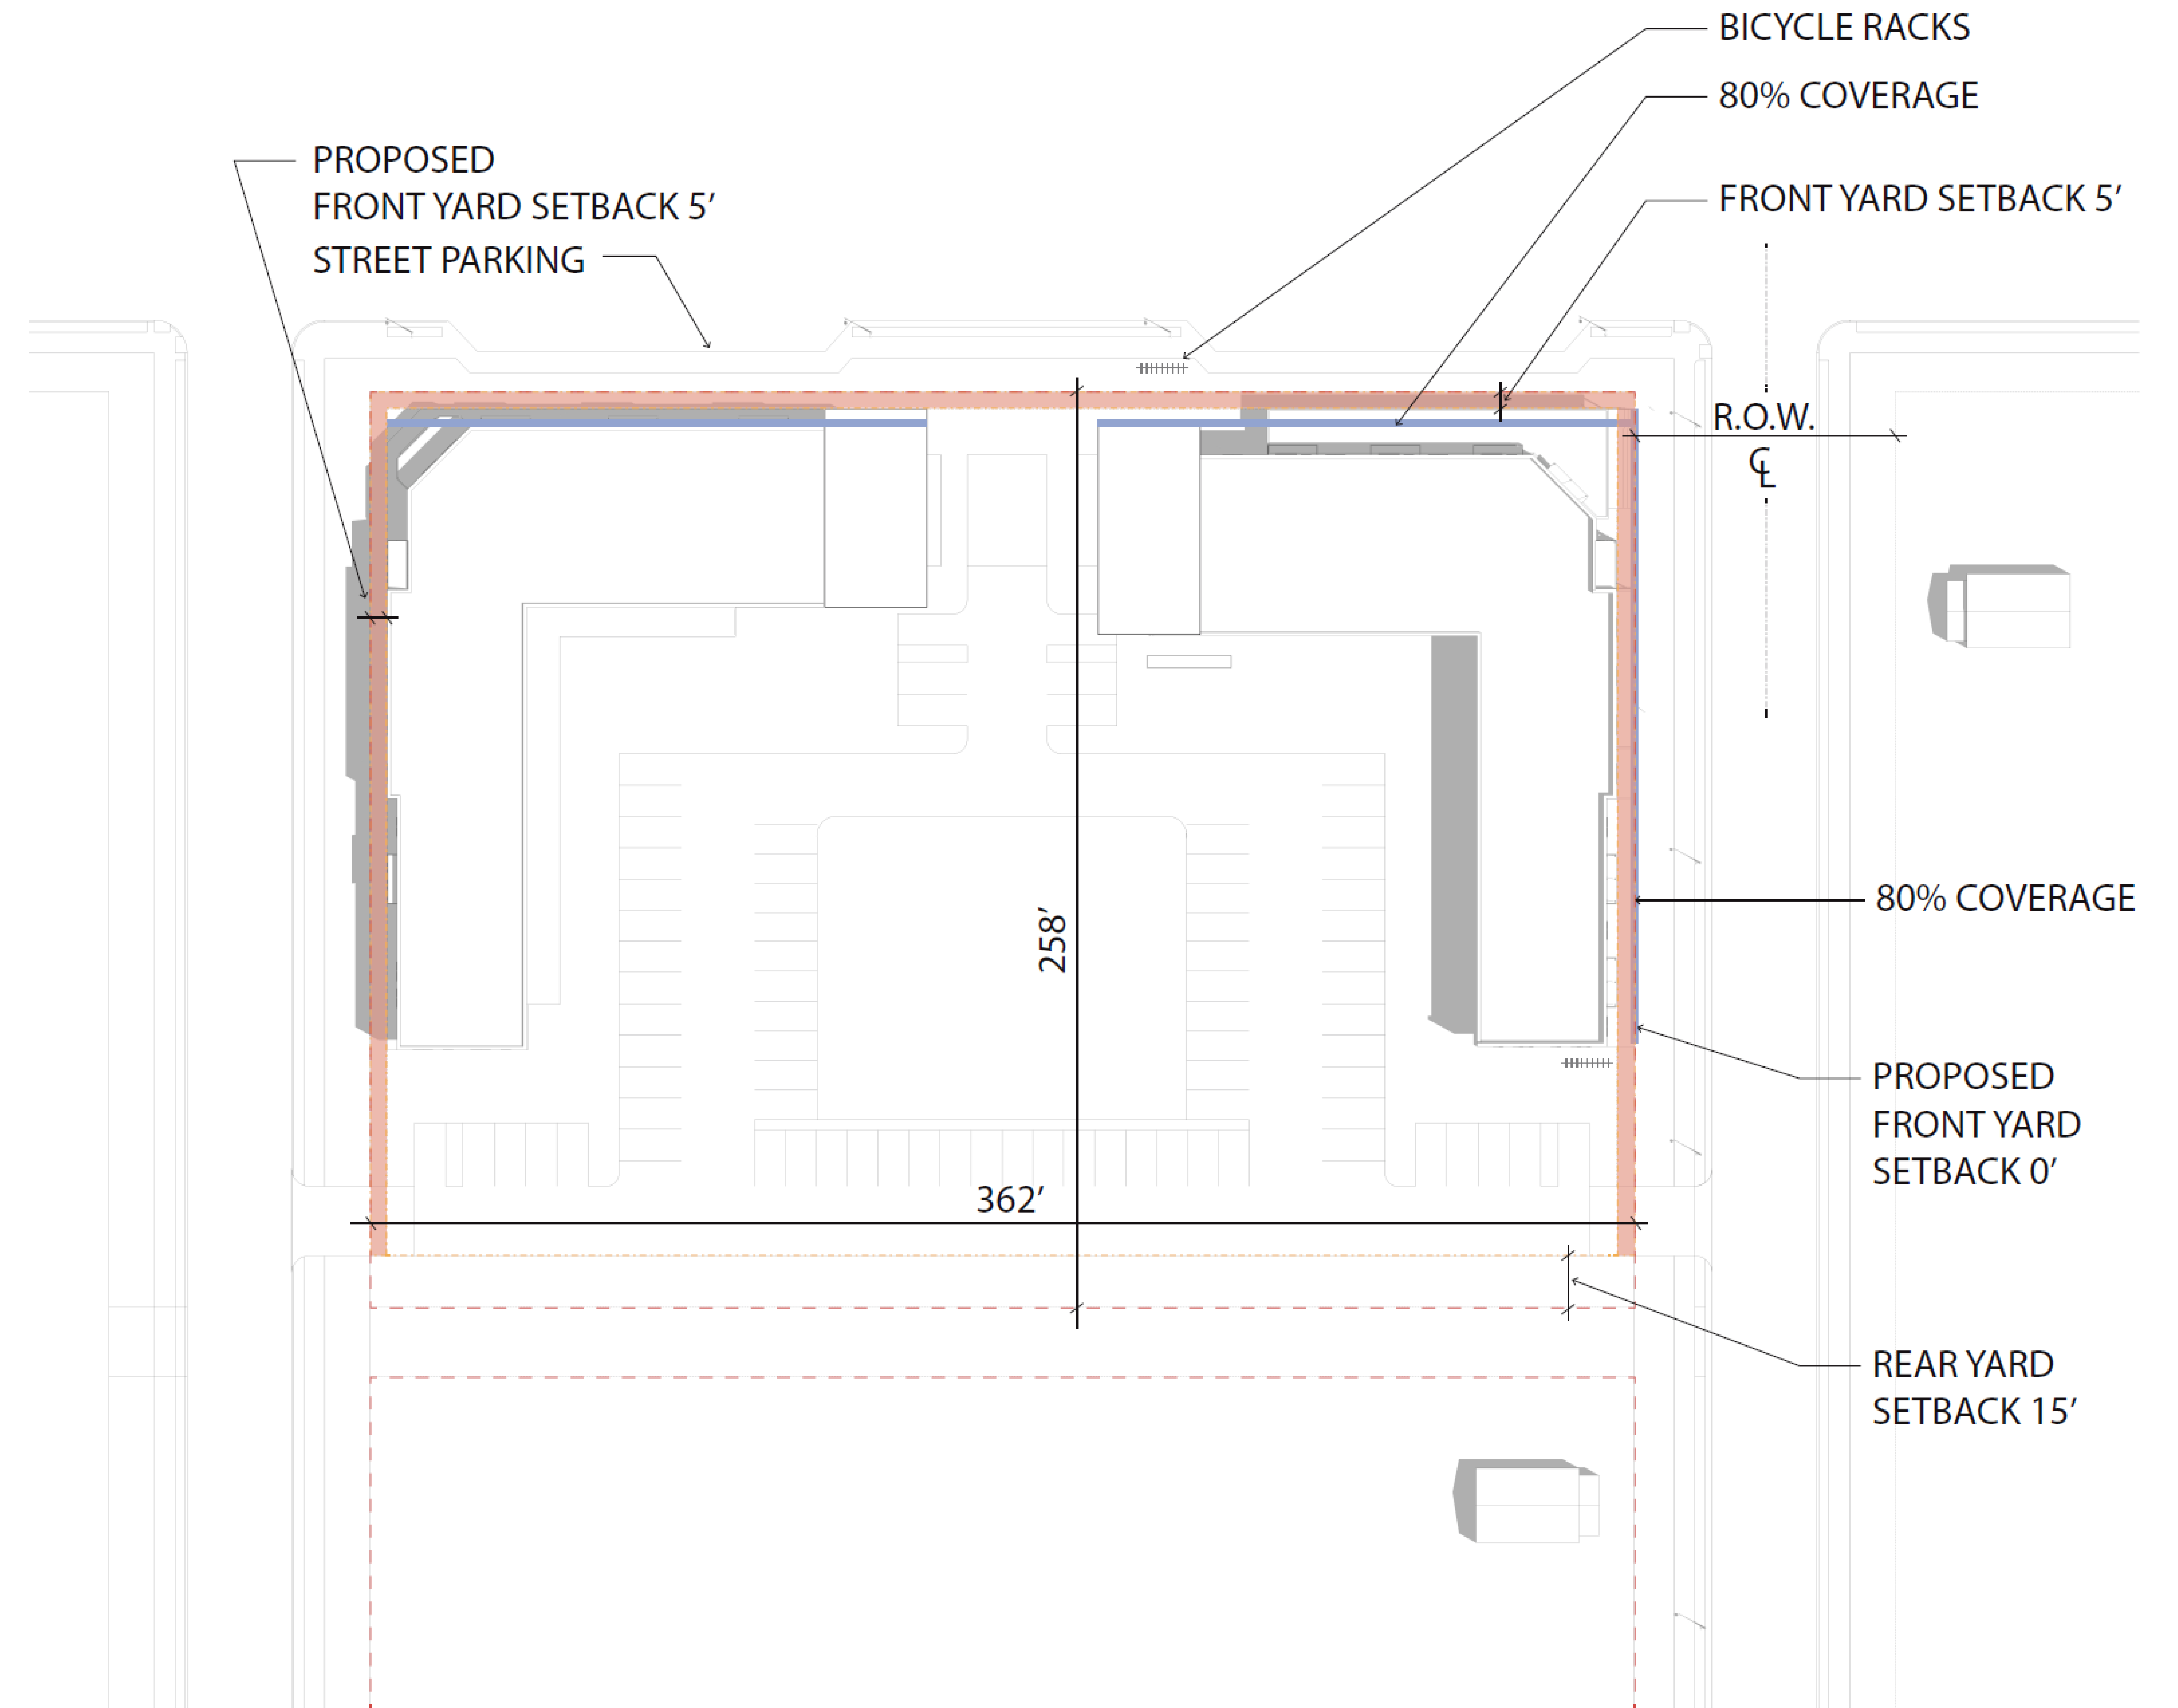 BICYCLE RACKS
80% COVERAGE
PROPOSED
FRONT YARD SETBACK 5’
FRONT YARD SETBACK 5’
STREET PARKING
R.O.W.
℄
80% COVERAGE
258’
PROPOSED
FRONT YARD
SETBACK 0’
362’
REAR YARD
SETBACK 15’